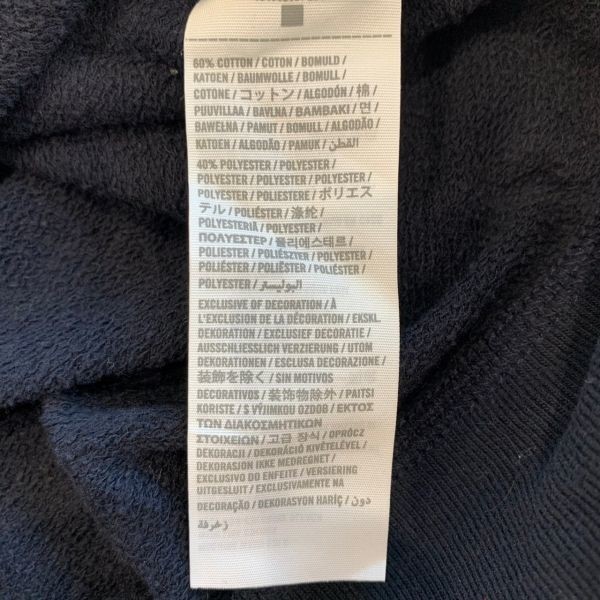 60% COTTON / COTON / BOMULD /
KATOEN / BAUMWOLLE / BOMULL /
COTONE / コットン / ALGODÓN / 棉 /
PUUVILLAA / BAVLNA / ΒΑΜΒΑΚΙ / 면 /
BAWEŁNA / PAMUT / BOMULL / ALGODÃO /
KATOEN / ALGODÃO / PAMUK / القطن /
40% POLYESTER / POLYESTER /
POLYESTER / POLYESTER / POLYESTER /
POLYESTER / POLIESTERE / ポリエス
テル / POLIÉSTER / 涤纶 /
POLYESTERIÄ / POLYESTER /
ΠΟΛΥΕΣΤΕΡ / 폴리에스테르 /
POLIESTER / POLIÉSZTER / POLYESTER /
POLIÉSTER / POLIËSTER / POLIÉSTER /
POLYESTER / البوليستر
EXCLUSIVE OF DECORATION / À
L'EXCLUSION DE LA DÉCORATION / EKSKL.
DEKORATION / EXCLUSIEF DECORATIE /
AUSSCHLIESSLICH VERZIERUNG / UTOM
DEKORATIONEN / ESCLUSA DECORAZIONE /
装飾を除く / SIN MOTIVOS
DECORATIVOS / 装饰物除外 / PAITSI
KORISTE / S VÝJIMKOU OZDOB / ΕΚΤΟΣ
ΤΩΝ ΔΙΑΚΟΣΜΗΤΙΚΩΝ
ΣΤΟΙΧΕΙΩΝ / 고급 장식 / OPRÓCZ
DEKORACJI / DEKORÁCIÓ KIVÉTELÉVEL /
DEKORASJON IKKE MEDREGNET /
EXCLUSIVO DO ENFEITE / VERSIERING
UITGESLUIT / EXCLUSIVAMENTE NA
DECORAÇÃO / DEKORASYON HARİÇ / دون
زخرفة